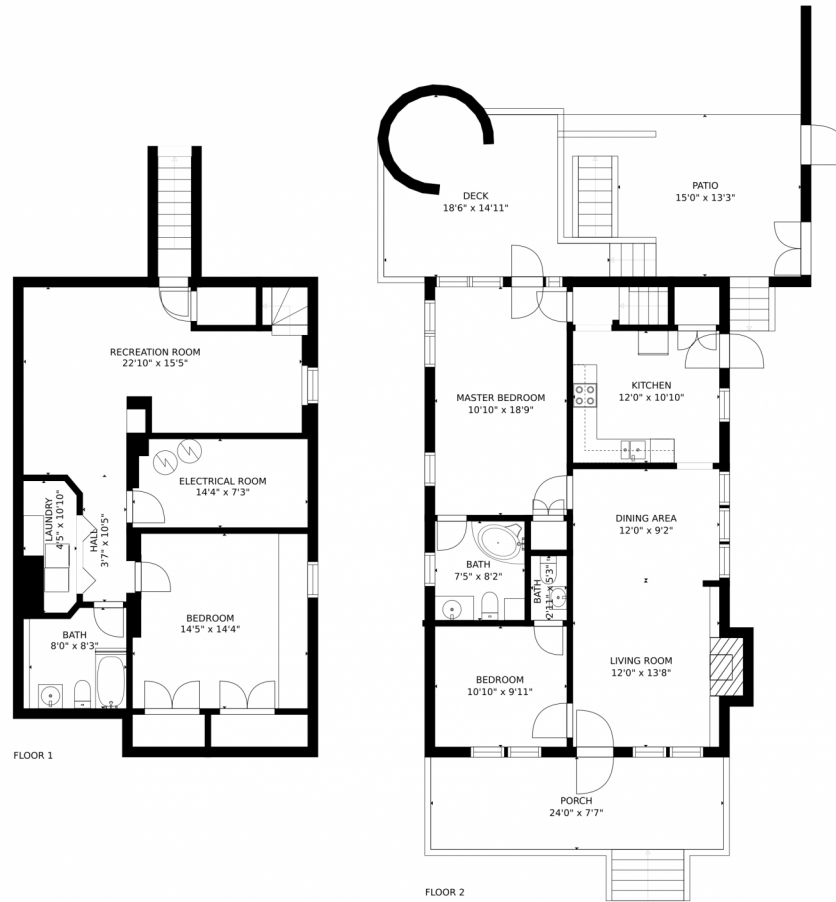 RECREATION ROOM
22'10" x 15'5"
ELECTRICAL ROOM
14'4" x 7'3"
LAUNDRY
4'5" x 10'10"
HALL
3'7" x 10'5"
BEDROOM
14'5" x 14'4"
BATH
8'0" x 8'3"
FLOOR 1
DECK
18'6" x 14'11"
PATIO
15'0" x 13'3"
MASTER BEDROOM
10'10" x 18'9"
KITCHEN
12'0" x 10'10"
DINING AREA
12'0" x 9'2"
BATH
7'5" x 8'2"
BATH
2'11" x 5'3"
BEDROOM
10'10" x 9'11"
LIVING ROOM
12'0" x 13'8"
PORCH
24'0" x 7'7"
FLOOR 2